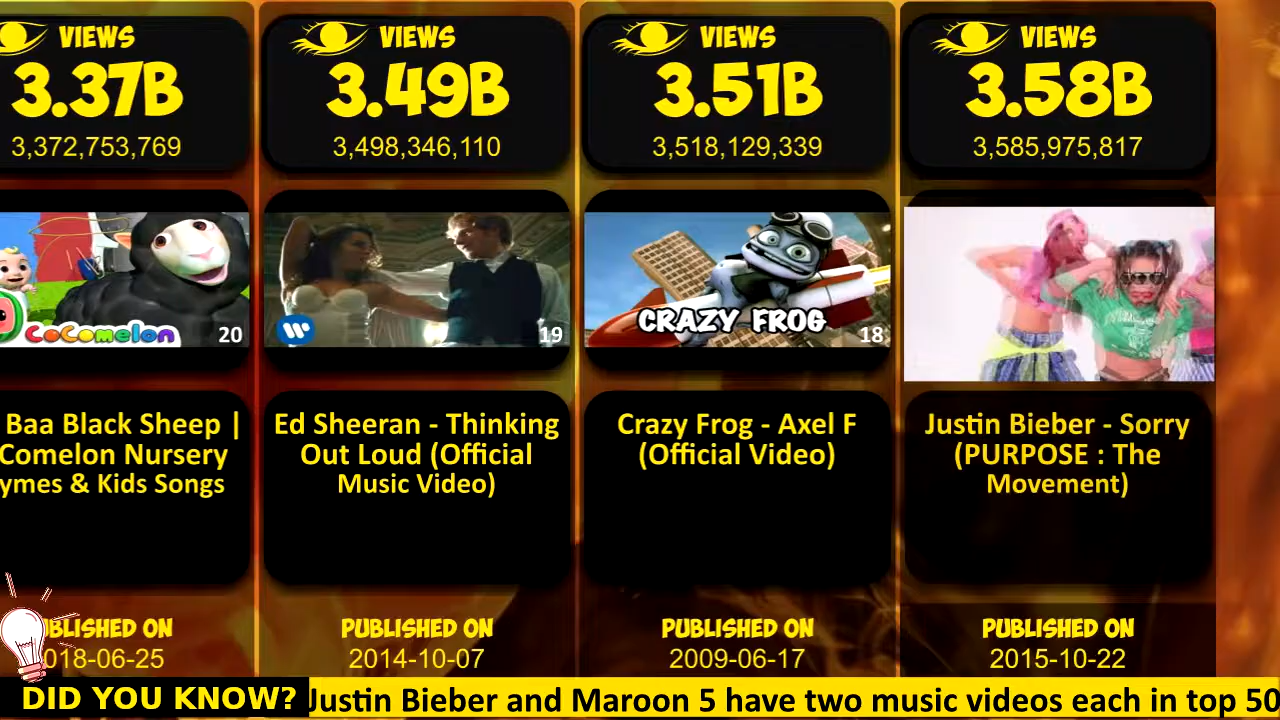 VIEWS
3.37B
3,372,753,769
CoComelon
20
Baa Black Sheep |
Comelon Nursery
ymes & Kids Songs
BLISHED ON
018-06-25
VIEWS
3.49B
3,498,346,110
19
Ed Sheeran - Thinking
Out Loud (Official
Music Video)
PUBLISHED ON
2014-10-07
VIEWS
3.51B
3,518,129,339
CRAZY FROG
18
Crazy Frog - Axel F
(Official Video)
PUBLISHED ON
2009-06-17
VIEWS
3.58B
3,585,975,817
Justin Bieber - Sorry
(PURPOSE : The
Movement)
PUBLISHED ON
2015-10-22
DID YOU KNOW? Justin Bieber and Maroon 5 have two music videos each in top 50